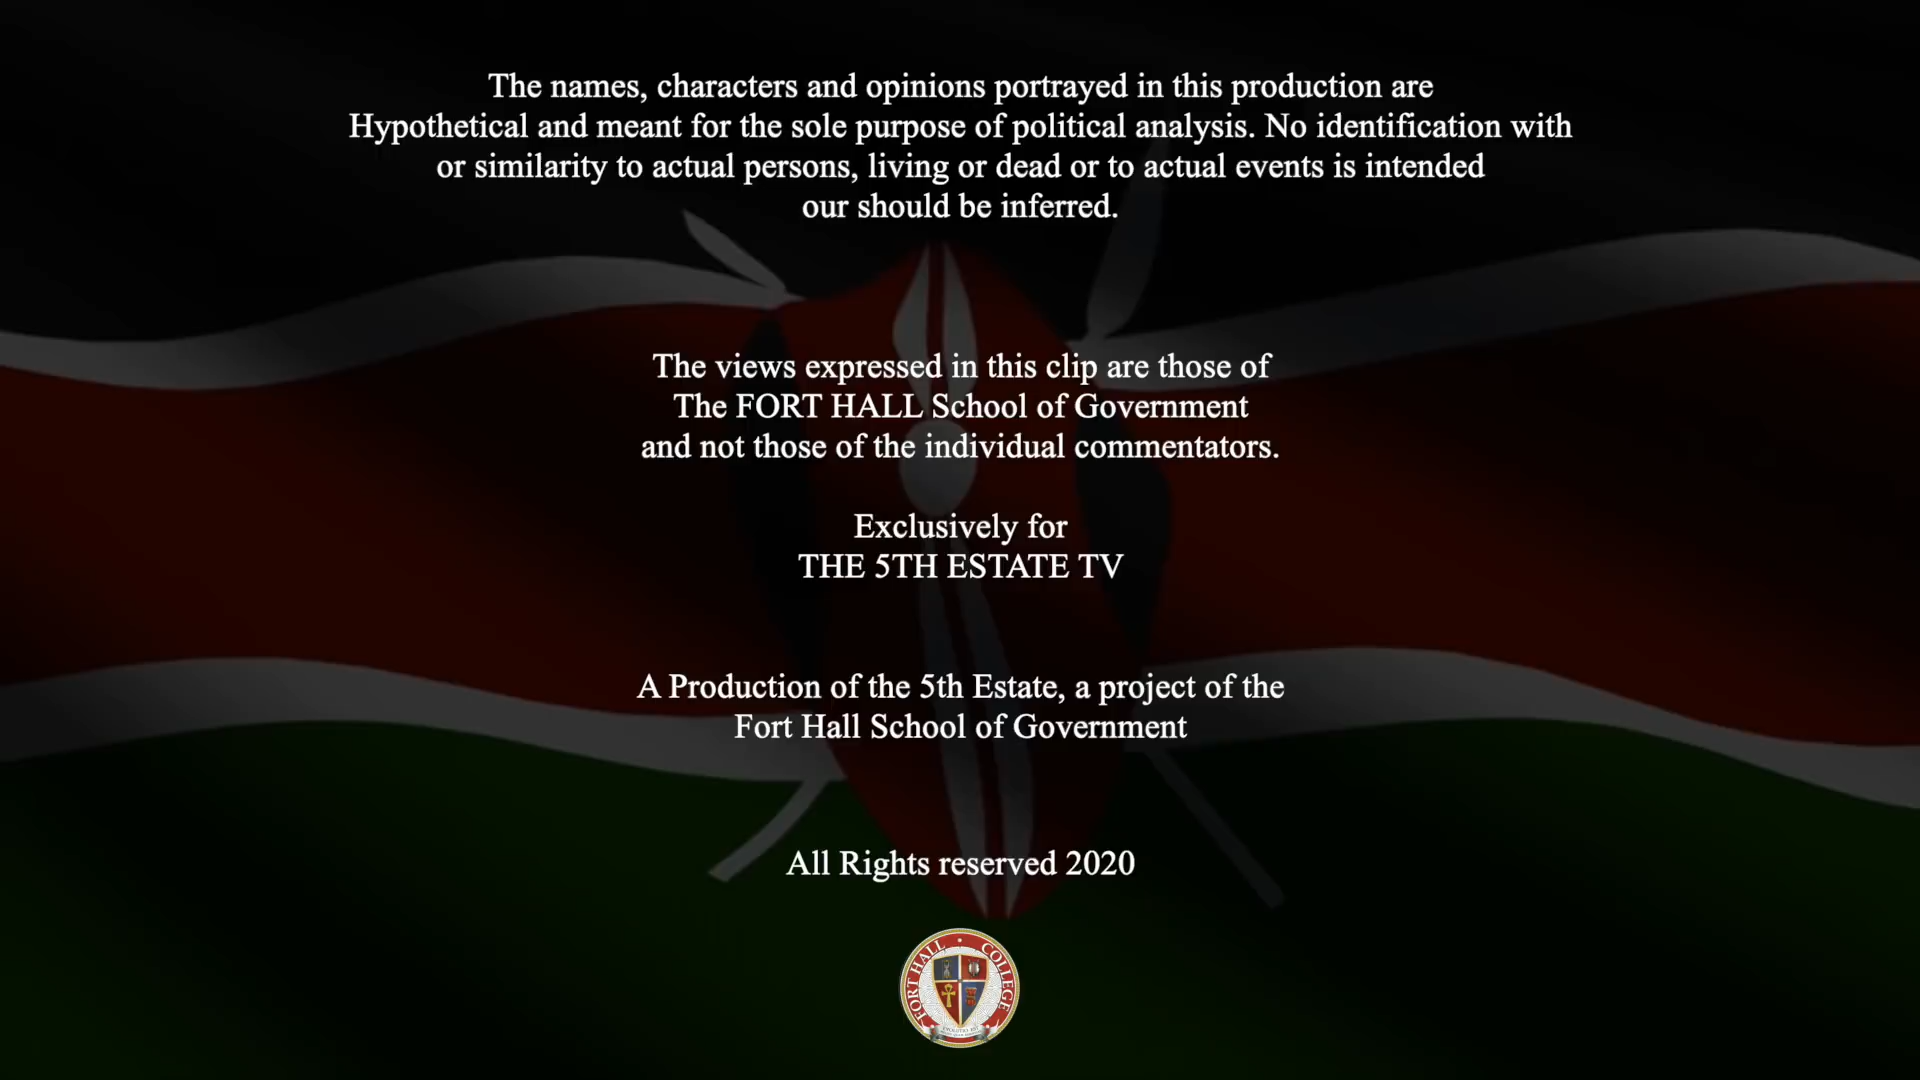 The names, characters and opinions portrayed in this production are
Hypothetical and meant for the sole purpose of political analysis. No identification with
or similarity to actual persons, living or dead or to actual events is intended
our should be inferred.
The views expressed in this clip are those of
The FORT HALL School of Government
and not those of the individual commentators.
Exclusively for
THE 5TH ESTATE TV
A Production of the 5th Estate, a project of the
Fort Hall School of Government
All Rights reserved 2020
FORT HALL COLLEGE